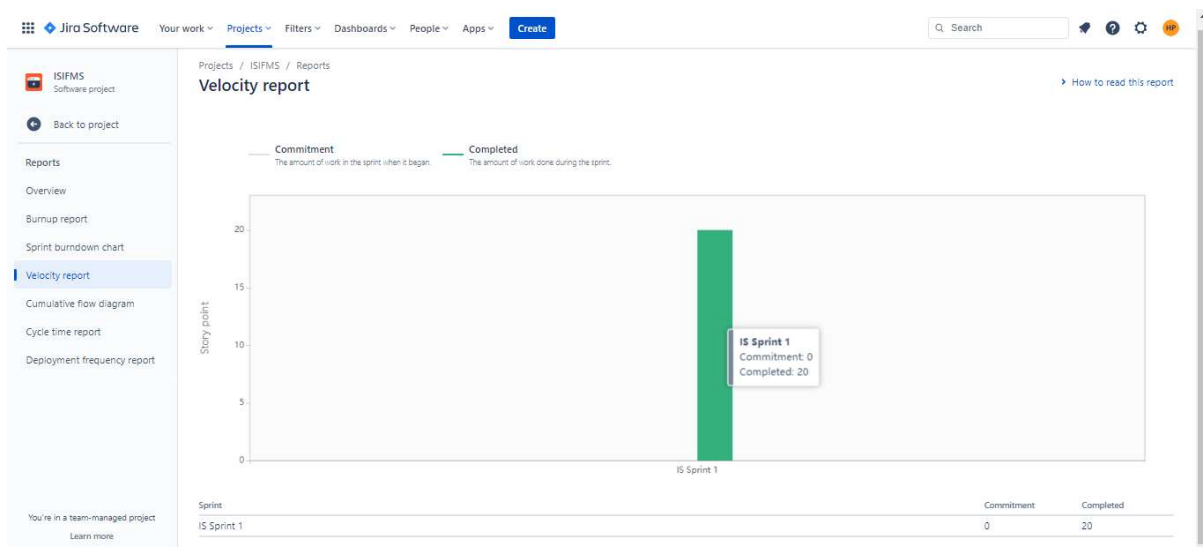 Jira Software Your work Projects Filters Dashboards People Apps Create Search HP
ISIFMS
Software project
Back to project
Reports
Overview
Burnup report
Sprint burndown chart
Velocity report
Cumulative flow diagram
Cycle time report
Deployment frequency report
You're in a team-managed project
Learn more
Projects / ISIFMS / Reports
Velocity report
How to read this report
Commitment
The amount of work in the sprint when it began.
Completed
The amount of work done during the sprint.
Story point
20
15
10
5
0
IS Sprint 1
Commitment: 0
Completed: 20
IS Sprint 1
Sprint Commitment Completed
IS Sprint 1 0 20